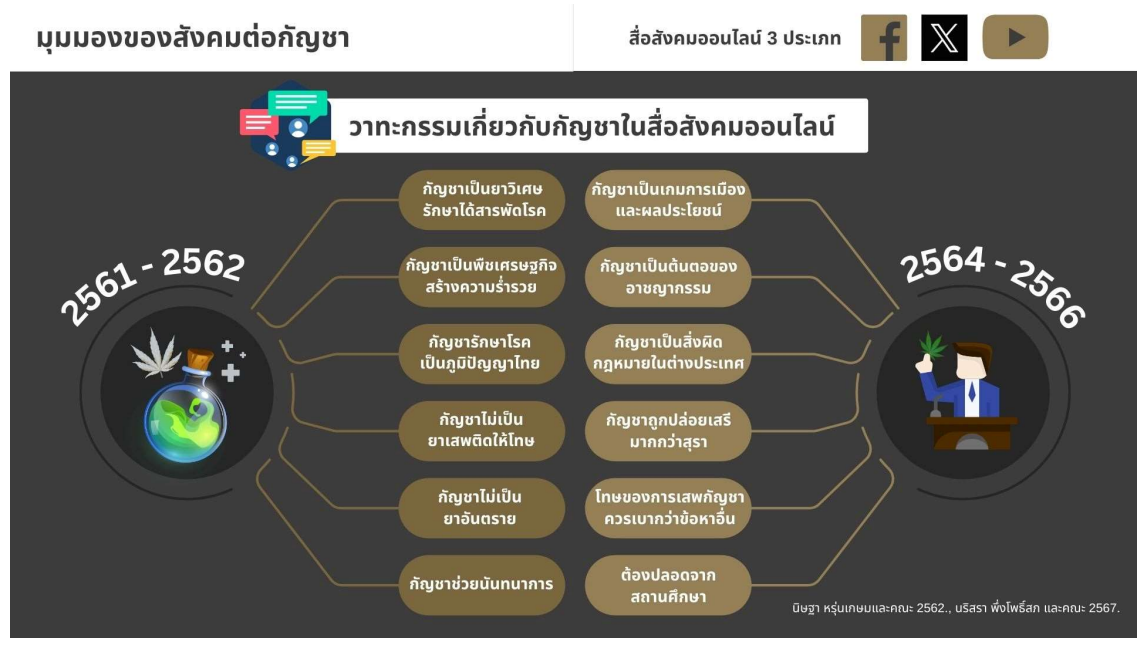 มุมมองของสังคมต่อกัญชา
สื่อสังคมออนไลน์ 3 ประเภท
วาทะกรรมเกี่ยวกับกัญชาในสื่อสังคมออนไลน์
2561 - 2562
กัญชาเป็นยาวิเศษ
รักษาได้สารพัดโรค
กัญชาเป็นพืชเศรษฐกิจ
สร้างความร่ำรวย
กัญชารักษาโรค
เป็นภูมิปัญญาไทย
กัญชาไม่เป็น
ยาเสพติดให้โทษ
กัญชาไม่เป็น
ยาอันตราย
กัญชาช่วยนันทนาการ
2564 - 2566
กัญชาเป็นเกมการเมือง
และผลประโยชน์
กัญชาเป็นต้นตอของ
อาชญากรรม
กัญชาเป็นสิ่งผิด
กฎหมายในต่างประเทศ
กัญชาถูกปล่อยเสรี
มากกว่าสุรา
โทษของการเสพกัญชา
ควรเบากว่าข้อหาอื่น
ต้องปลอดจาก
สถานศึกษา
นิษฐา หรุ่นเกษมและคณะ 2562., นริสรา พึ่งโพธิ์สภ และคณะ 2567.